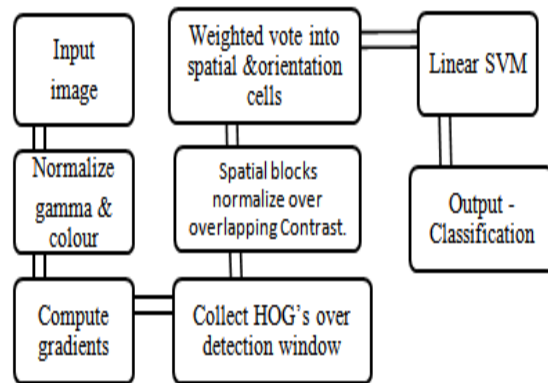 Input
image
Normalize
gamma &
colour
Compute
gradients
Collect HOG’s over
detection window
Spatial blocks
normalize over
overlapping Contrast.
Weighted vote into
spatial &orientation
cells
Linear SVM
Output -
Classification